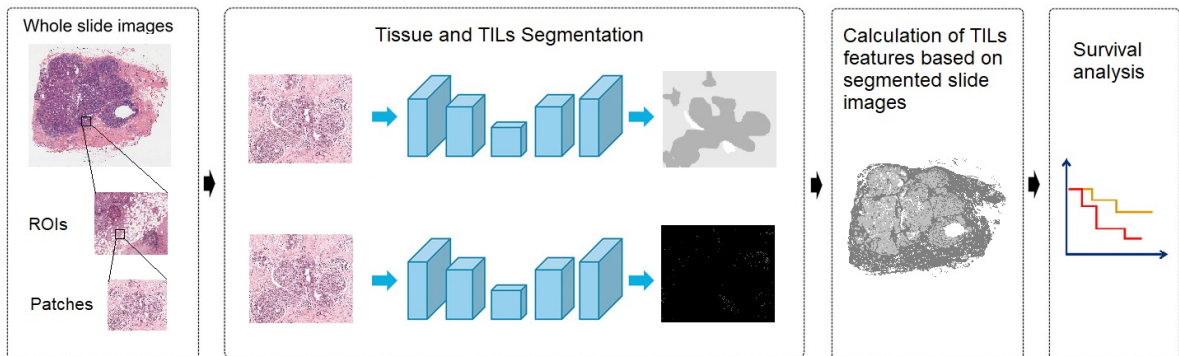 Whole slide images
ROIs
Patches
Tissue and TILs Segmentation
Calculation of TILs
features based on
segmented slide
images
Survival
analysis